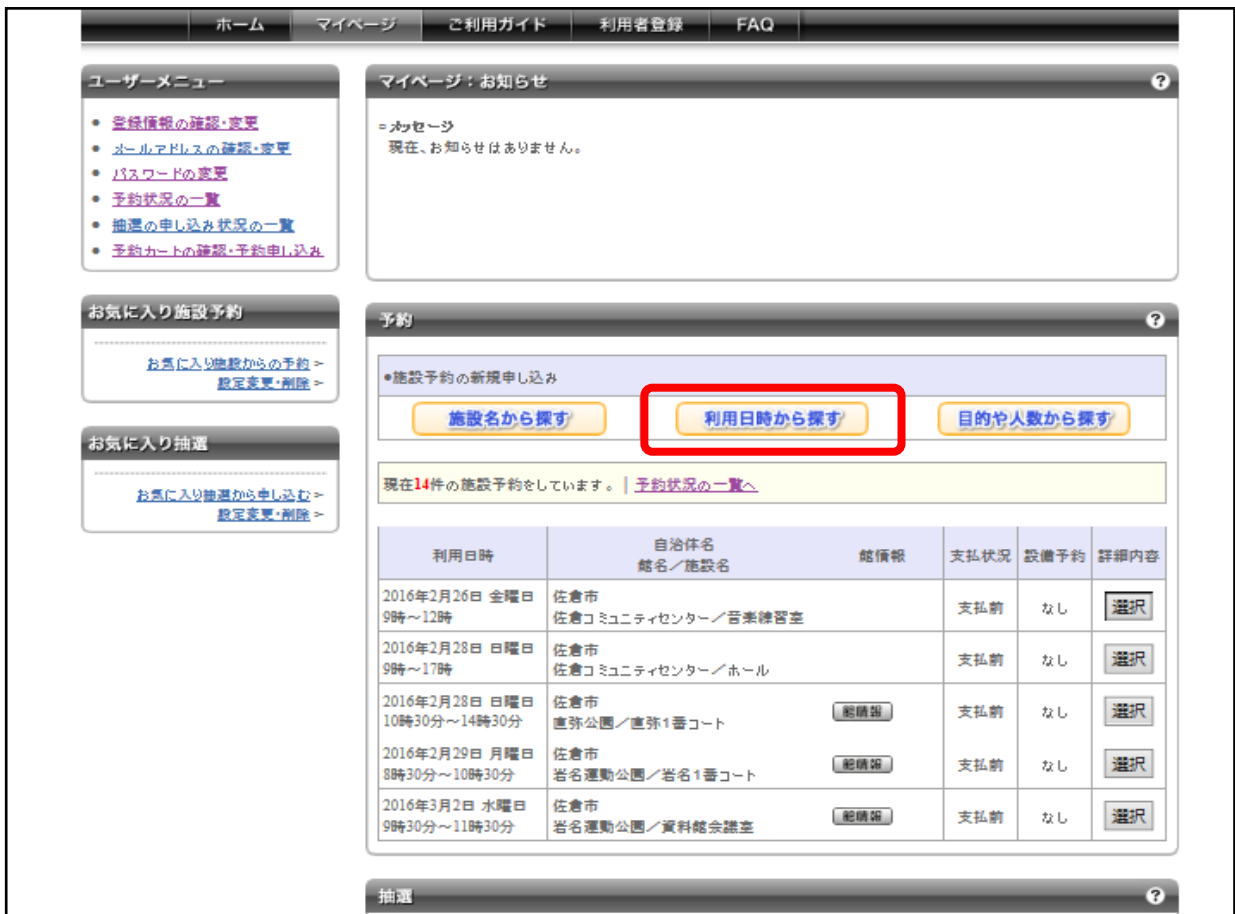 ホーム マイページ ご利用ガイド 利用者登録 FAQ
ユーザーメニュー
登録情報の確認・変更
メールアドレスの確認・変更
パスワードの変更
予約状況の一覧
抽選の申し込み状況の一覧
予約カートの確認・予約申し込み
お気に入り施設予約
お気に入り施設からの予約 >
設定変更・削除 >
お気に入り抽選
お気に入り抽選から申し込む >
設定変更・削除 >
マイページ：お知らせ ?
メッセージ
現在、お知らせはありません。
予約 ?
●施設予約の新規申し込み
施設名から探す 利用日時から探す 目的や人数から探す
現在14件の施設予約をしています。 | 予約状況の一覧へ
利用日時 自治体名 館名／施設名 館情報 支払状況 設備予約 詳細内容
2016年2月26日 金曜日 佐倉市
9時～12時 佐倉コミュニティセンター／音楽練習室 支払前 なし 選択
2016年2月28日 日曜日 佐倉市
9時～17時 佐倉コミュニティセンター／ホール 支払前 なし 選択
2016年2月28日 日曜日 佐倉市
10時30分～14時30分 直弥公園／直弥1番コート 館情報 支払前 なし 選択
2016年2月29日 月曜日 佐倉市
8時30分～10時30分 岩名運動公園／岩名1番コート 館情報 支払前 なし 選択
2016年3月2日 水曜日 佐倉市
9時30分～11時30分 岩名運動公園／資料館会議室 館情報 支払前 なし 選択
抽選 ?